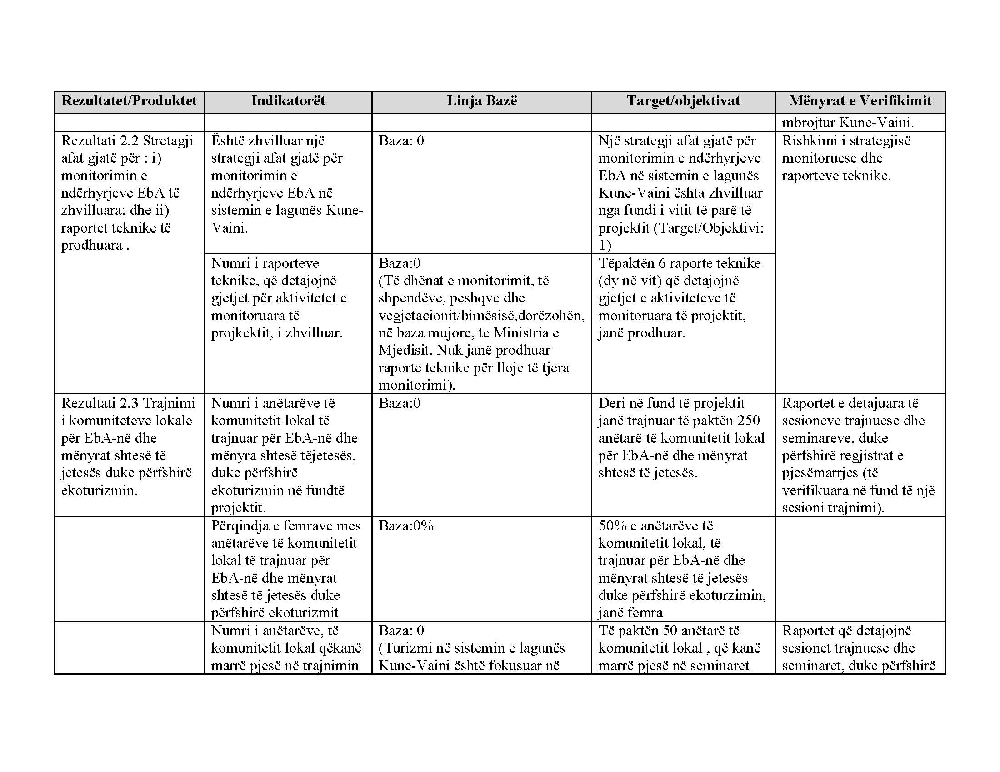 Rezultatet/Produktet
Indikatorët
Linja Bazë
Target/objektivat
Mënyrat e Verifikimit
mbrojtur Kune-Vaini.
Rezultati 2.2 Stretagji
afat gjatë për : i)
monitorimin e
ndërhyrjeve EbA të
zhvilluara; dhe ii)
raportet teknike të
prodhuara .
Është zhvilluar një
strategji afat gjatë për
monitorimin e
ndërhyrjeve EbA në
sistemin e lagunës Kune-
Vaini.
Baza: 0
Një strategji afat gjatë për
monitorimin e ndërhyrjeve
EbA në sistemin e lagunës
Kune-Vaini është zhvilluar
nga fundi i vitit të parë të
projektit (Target/Objektivi:
1)
Rishkimi i strategjisë
monitoruese dhe
raporteve teknike.
Numri i raporteve
teknike, që detajojnë
gjetjet për aktivitetet e
monitoruara të
projkektit, i zhvilluar.
Baza:0
(Të dhënat e monitorimit, të
shpendëve, peshqve dhe
vegjetacionit/bimësisë,dorëzohën,
në baza mujore, te Ministria e
Mjedisit. Nuk janë prodhuar
raporte teknike për lloje të tjera
monitorimi).
Tëpaktën 6 raporte teknike
(dy në vit) që detajojnë
gjetjet e aktiviteteve të
monitoruara të projektit,
janë prodhuar.
Rezultati 2.3 Trajnimi
i komuniteteve lokale
për EbA-në dhe
mënyrat shtesë të
jetesës duke përfshirë
ekoturizmin.
Numri i anëtarëve të
komunitetit lokal të
trajnuar për EbA-në dhe
mënyra shtesë tëjetesës,
duke përfshirë
ekoturizmin në fundtë
projektit.
Baza:0
Deri në fund të projektit
janë trajnuar të paktën 250
anëtarë të komunitetit lokal
për EbA-në dhe mënyrat
shtesë të jetesës.
Raportet e detajuara të
sesioneve trajnuese dhe
seminareve, duke
përfshirë regjistrat e
pjesëmarrjes (të
verifikuara në fund të një
sesioni trajnimi).
Përqindja e femrave mes
anëtarëve të komunitetit
lokal të trajnuar për
EbA-në dhe mënyrat
shtesë të jetesës duke
përfshirë ekoturizmit
Baza:0%
50% e anëtarëve të
komunitetit lokal, të
trajnuar për EbA-në dhe
mënyrat shtesë të jetesës
duke përfshirë ekoturzimin,
janë femra
Numri i anëtarëve, të
komunitetit lokal qëkanë
marrë pjesë në trajnimin
Baza: 0
(Turizmi në sistemin e lagunës
Kune-Vaini është fokusuar në
Të paktën 50 anëtarë të
komunitetit lokal , që kanë
marrë pjesë në seminaret
Raportet që detajojnë
sesionet trajnuese dhe
seminaret, duke përfshirë